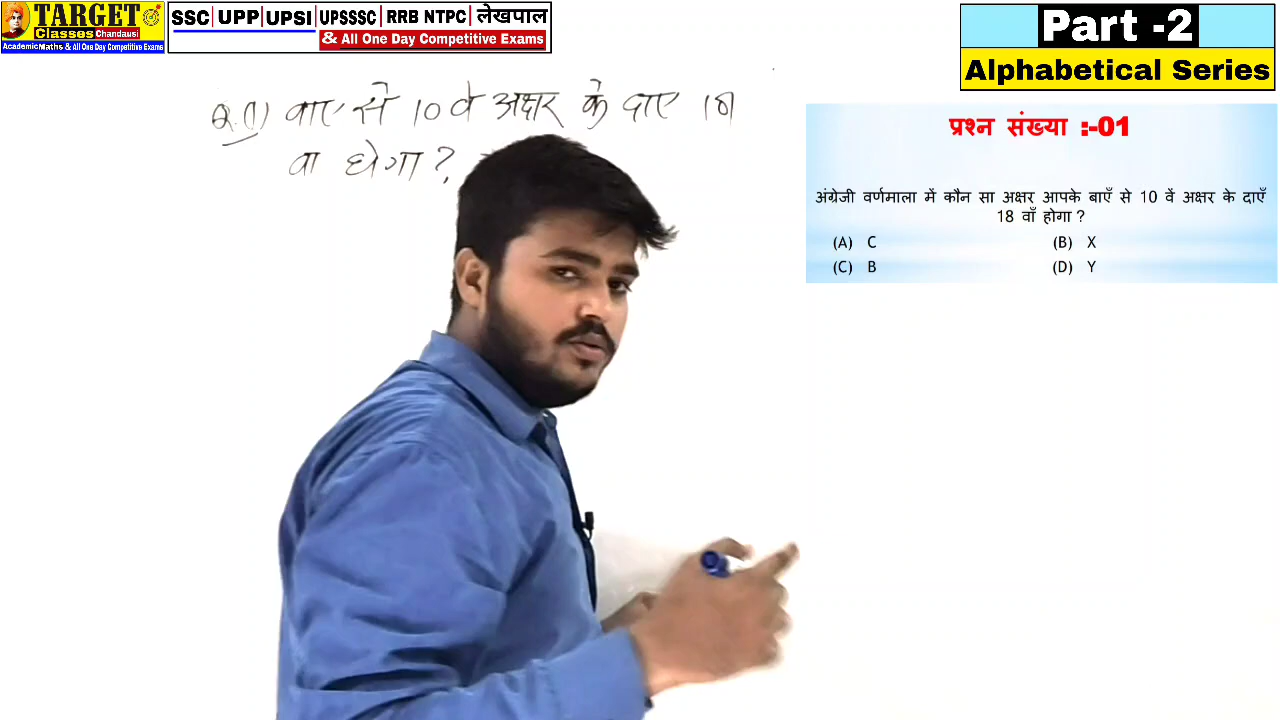 TARGET
Classes Chandausi
Academic Maths & All One Day Competitive Exams
SSC UPP UPSI UPSSSC RRB NTPC लेखपाल
& All One Day Competitive Exams
Part -2
Alphabetical Series
Q.(1) वाए से 10 वे अक्षर के दाए 18
वा होगा ?
प्रश्न संख्या :-01
अंग्रेजी वर्णमाला में कौन सा अक्षर आपके बाएँ से 10 वें अक्षर के दाएँ
18 वाँ होगा ?
(A) C (B) X
(C) B (D) Y